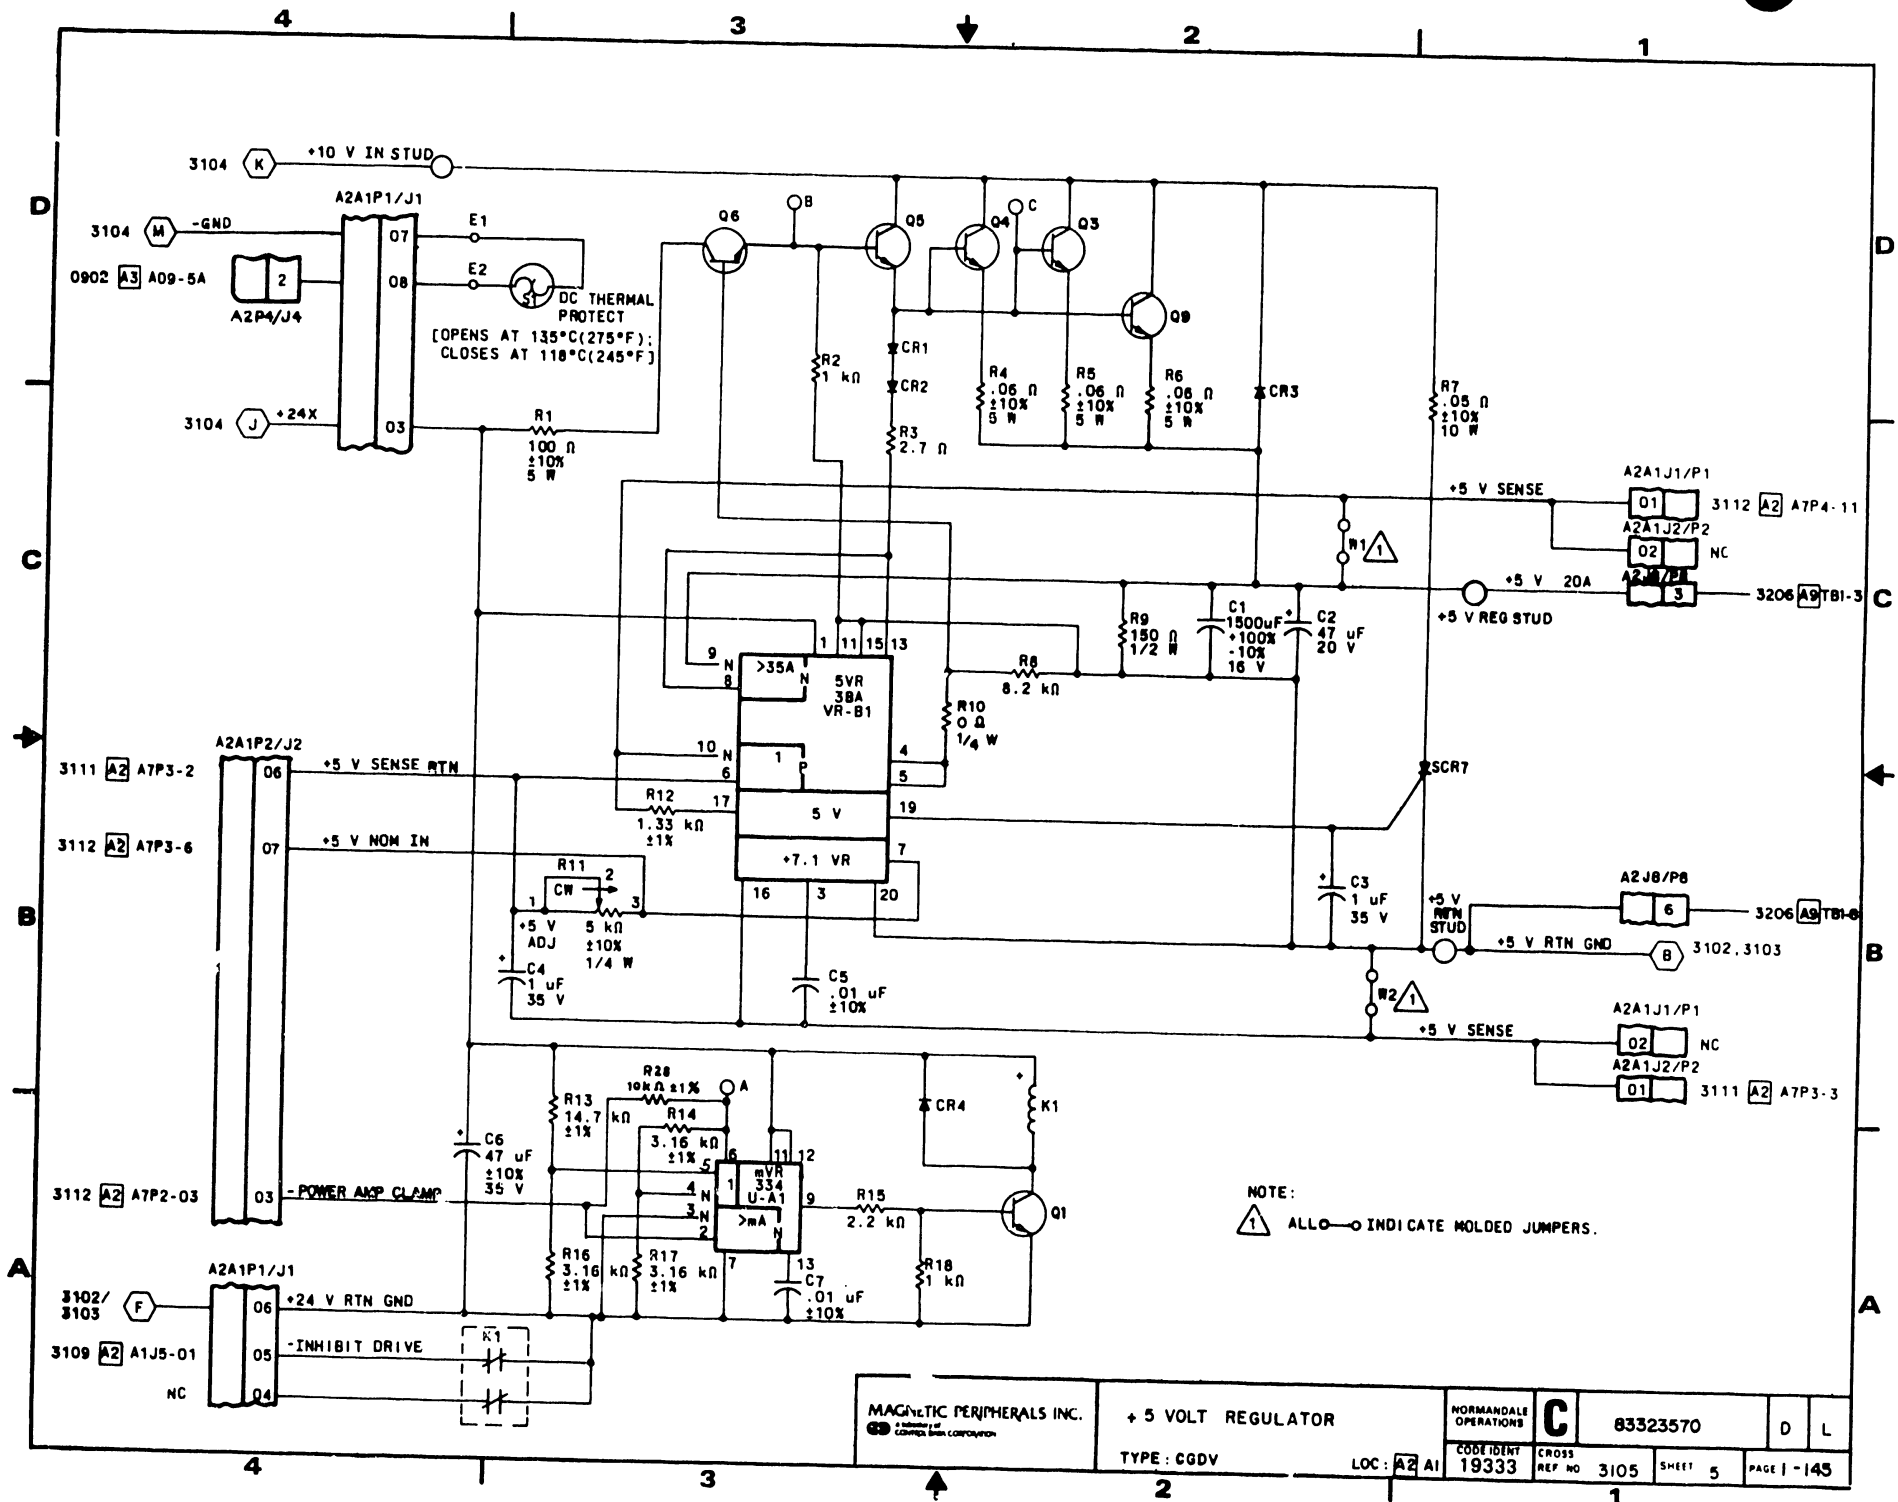 4
3
2
1
3104 K +10 V IN STUD
A2A1P1/J1
D
3104 M -GND
07 E1
0902 A3 A09-5A
2
A2P4/J4
08 E2
S1
DC THERMAL
PROTECT
[OPENS AT 135°C(275°F);
CLOSES AT 118°C(245°F]
3104 J +24X
03
R1
100 Ω
±10%
5 W
Q6
B
Q5
Q4
C
Q3
Q9
D
R2
1 kΩ
CR1
CR2
R3
2.7 Ω
R4
.06 Ω
±10%
5 W
R5
.06 Ω
±10%
5 W
R6
.06 Ω
±10%
5 W
CR3
R7
.05 Ω
±10%
10 W
+5 V SENSE
A2A1J1/P1
01
3112 A2 A7P4-11
A2A1J2/P2
02
NC
W1 1
+5 V 20A
3
3206 A9 TB1-3
+5 V REG STUD
C
C
R9
150 Ω
1/2 W
C1
1500uF
+100%
-10%
16 V
+
C2
47 uF
20 V
1 11 15 13
9 N
8
>35A
N
5VR
3BA
VR-B1
R8
8.2 kΩ
R10
0 Ω
1/4 W
10 N
6
1
P
4
5
17
5 V
19
+7.1 VR
7
16 3 20
SCR7
A2A1P2/J2
3111 A2 A7P3-2
06
+5 V SENSE RTN
R12
1.33 kΩ
±1%
3112 A2 A7P3-6
07
+5 V NOM IN
R11
CW
2
1
3
+5 V
ADJ
5 kΩ
±10%
1/4 W
+
C4
1 uF
35 V
C5
.01 uF
±10%
+
C3
1 uF
35 V
+5 V
RTN
STUD
A2J8/P8
6
3206 A9
+5 V RTN GND
B 3102,3103
B
B
W2 1
+5 V SENSE
A2A1J1/P1
02
NC
A2A1J2/P2
01
3111 A2 A7P3-3
R13
14.7 kΩ
±1%
R28
10kΩ ±1%
A
R14
3.16 kΩ
±1%
CR4
+
K1
+
C6
47 uF
±10%
35 V
6 11 12
5
4 N
3 N
2
1
mVR
334
U-A1
>mA
N
9
7
13
R15
2.2 kΩ
Q1
3112 A2 A7P2-03
03
-POWER AMP CLAMP
R16
3.16 kΩ
±1%
R17
3.16 kΩ
±1%
C7
.01 uF
±10%
R18
1 kΩ
NOTE:
1 ALL INDICATE MOLDED JUMPERS.
A
A
A2A1P1/J1
3102/
3103
F
06
+24 V RTN GND
3109 A2 A1J5-01
05
-INHIBIT DRIVE
K1
NC
04
MAGNETIC PERIPHERALS INC.
a subsidiary of
CONTROL DATA CORPORATION
+ 5 VOLT REGULATOR
TYPE : CGDV
LOC : A2 A1
NORMANDALE
OPERATIONS
C
83323570
D
L
CODE IDENT
19333
CROSS
REF NO
3105
SHEET 5
PAGE 1 - 145
4
3
2
1